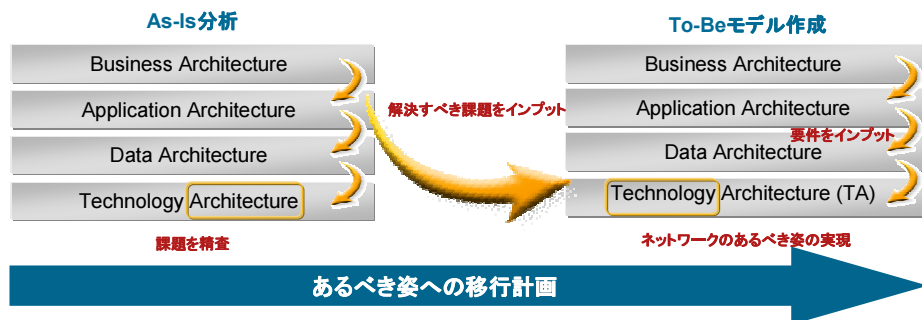 As-Is分析
Business Architecture
Application Architecture
Data Architecture
Technology Architecture
課題を精査
解決すべき課題をインプット
To-Beモデル作成
Business Architecture
Application Architecture
要件をインプット
Data Architecture
Technology Architecture (TA)
ネットワークのあるべき姿の実現
あるべき姿への移行計画